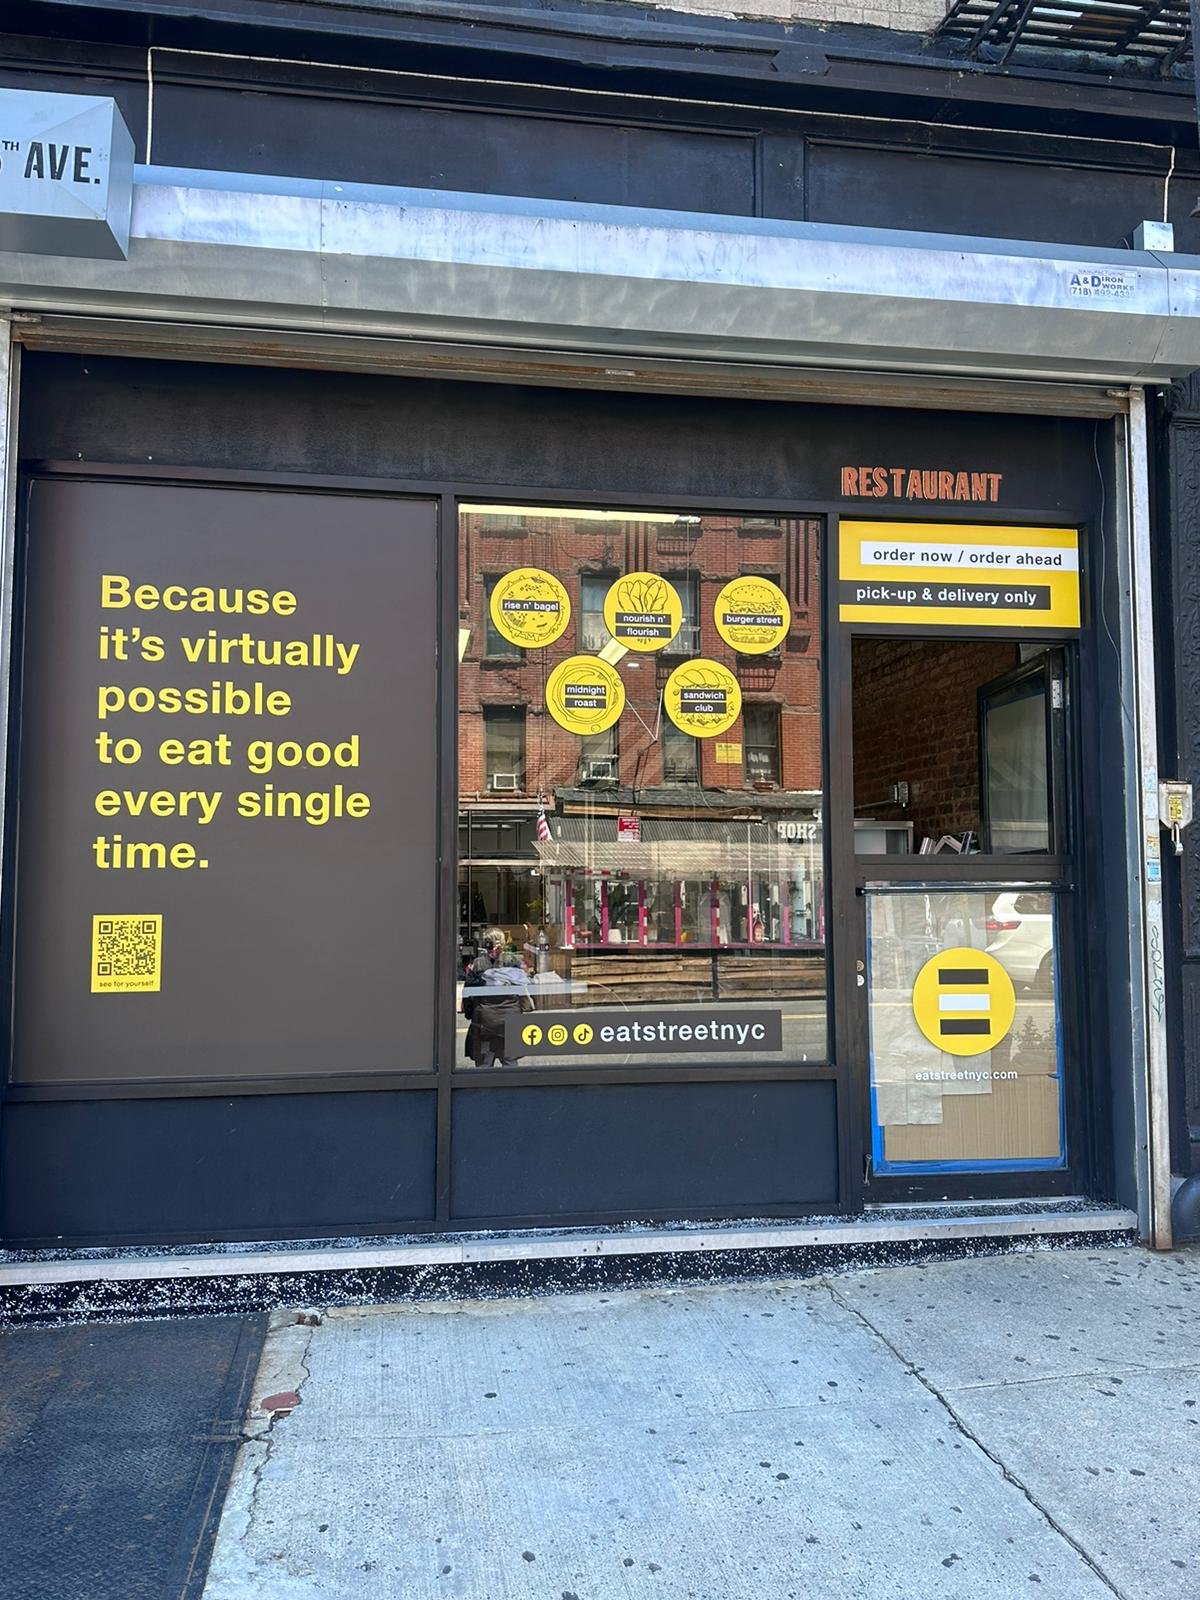 TH AVE.
MANUFACTURING
A & D IRON WORKS
(718)
RESTAURANT
order now / order ahead
pick-up & delivery only
Because
it's virtually
possible
to eat good
every single
time.
see for yourself
rise n' bagel
nourish n'
flourish
burger street
midnight
roast
sandwich
club
SHOP
eatstreetnyc
eatstreetnyc.com